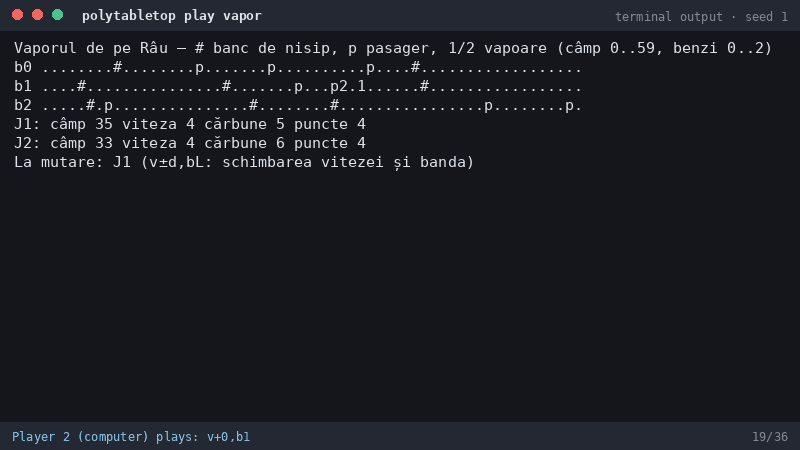 polytabletop play vapor
terminal output · seed 1
Vaporul de pe Râu — # banc de nisip, p pasager, 1/2 vapoare (câmp 0..59, benzi 0..2)
b0 ........#........p.......p..........p....#..................
b1 ....#...............#.......p...p2.1......#.................
b2 .....#.p...............#........#................p........p.
J1: câmp 35 viteza 4 cărbune 5 puncte 4
J2: câmp 33 viteza 4 cărbune 6 puncte 4
La mutare: J1 (v±d,bL: schimbarea vitezei și banda)
Player 2 (computer) plays: v+0,b1
19/36